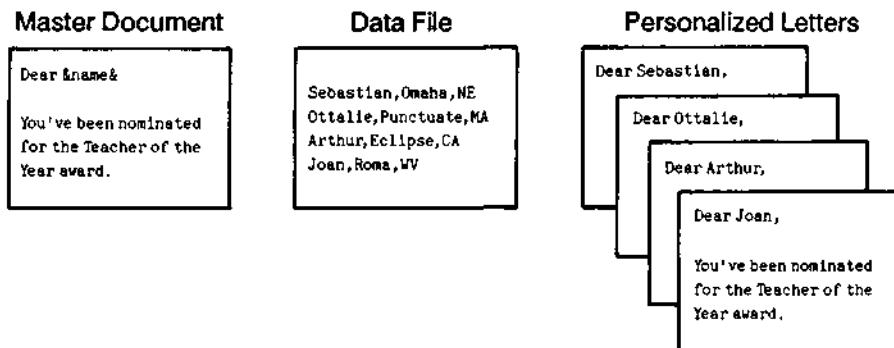 Master Document
Dear &name&
You've been nominated
for the Teacher of the
Year award.
Data File
Sebastian,Omaha,NE
Ottalie,Punctuate,MA
Arthur,Eclipse,CA
Joan,Roma,WV
Personalized Letters
Dear Sebastian,
Dear Ottalie,
Dear Arthur,
Dear Joan,
You've been nominated
for the Teacher of the
Year award.